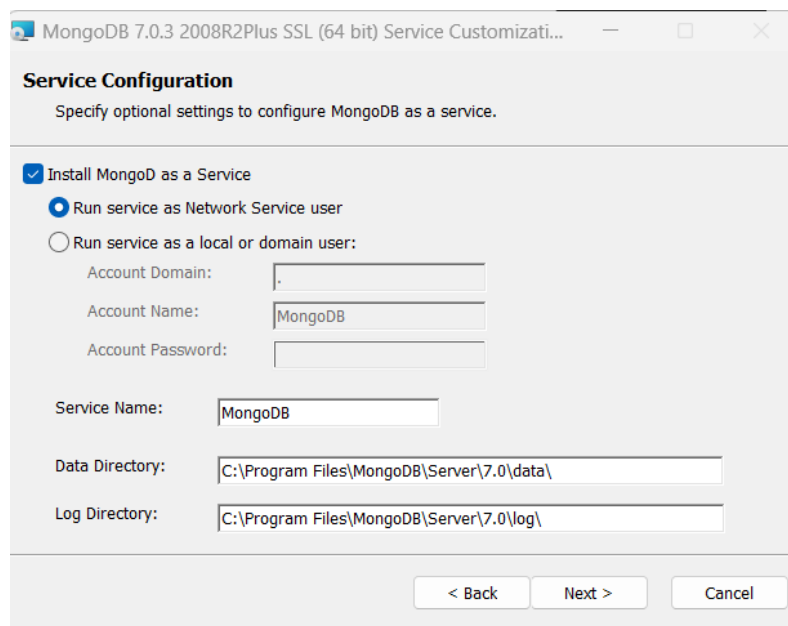 MongoDB 7.0.3 2008R2Plus SSL (64 bit) Service Customizati...
Service Configuration
Specify optional settings to configure MongoDB as a service.
Install MongoD as a Service
Run service as Network Service user
Run service as a local or domain user:
Account Domain: .
Account Name: MongoDB
Account Password:
Service Name: MongoDB
Data Directory: C:\Program Files\MongoDB\Server\7.0\data\
Log Directory: C:\Program Files\MongoDB\Server\7.0\log\
< Back Next > Cancel